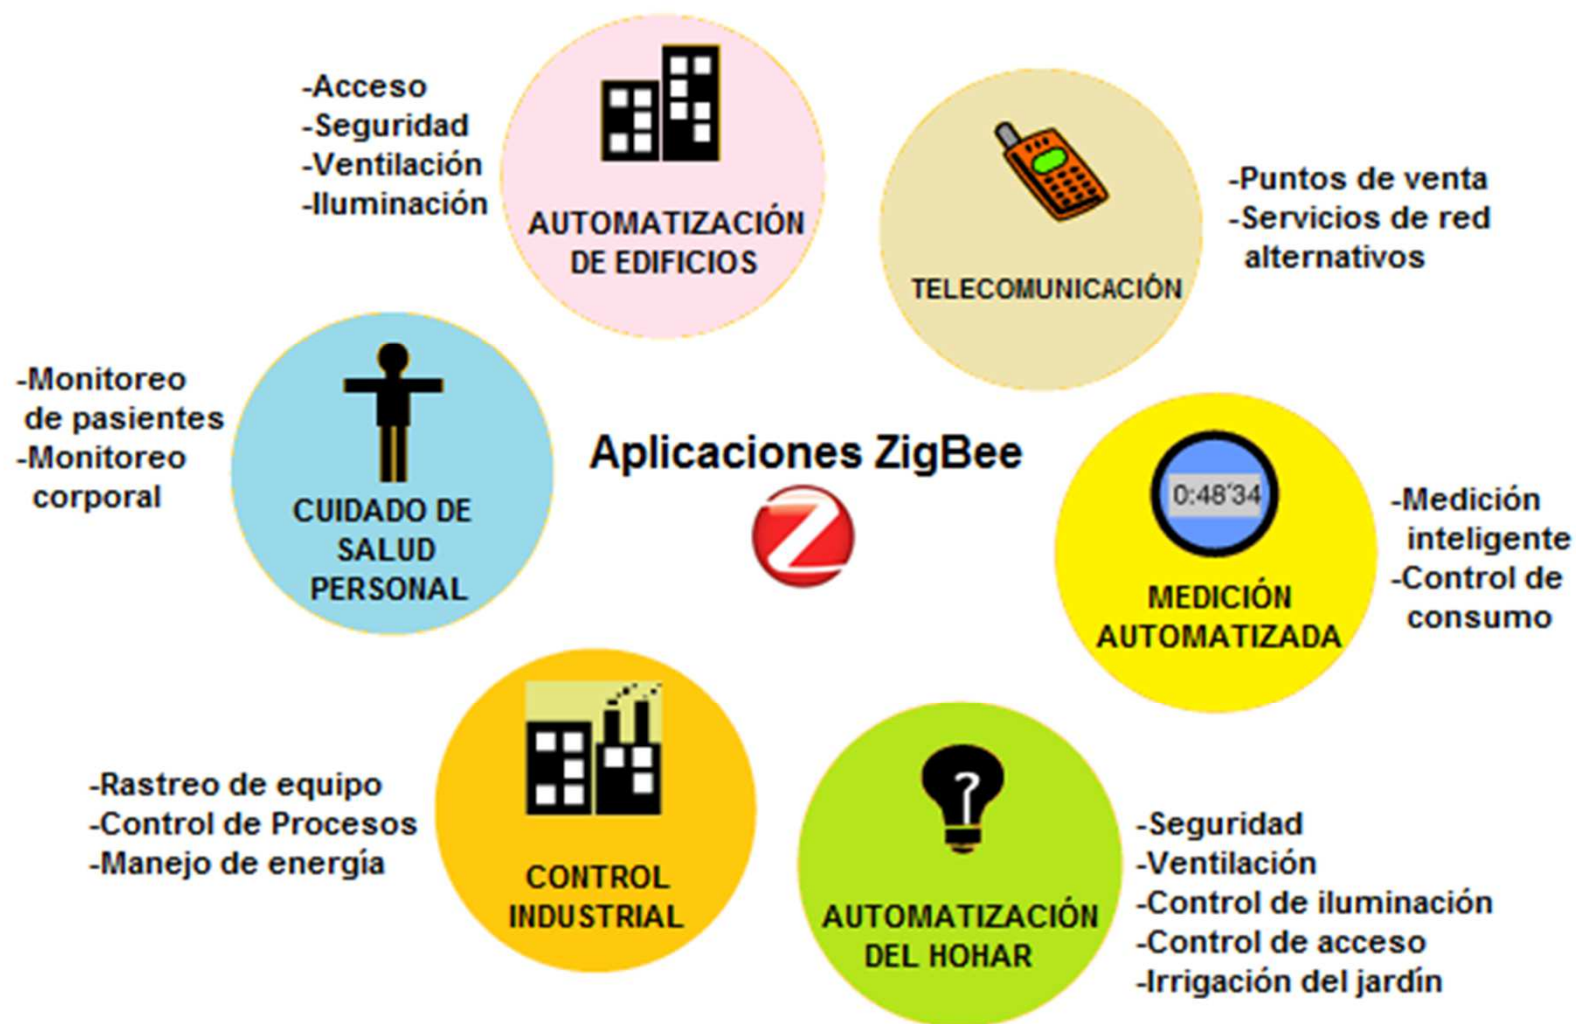 -Acceso
-Seguridad
-Ventilación
-Iluminación
AUTOMATIZACIÓN
DE EDIFICIOS
TELECOMUNICACIÓN
-Puntos de venta
-Servicios de red
alternativos
-Monitoreo
de pasientes
-Monitoreo
corporal
CUIDADO DE
SALUD
PERSONAL
Aplicaciones ZigBee
Z
0:48´34
MEDICIÓN
AUTOMATIZADA
-Medición
inteligente
-Control de
consumo
-Rastreo de equipo
-Control de Procesos
-Manejo de energía
CONTROL
INDUSTRIAL
?
AUTOMATIZACIÓN
DEL HOHAR
-Seguridad
-Ventilación
-Control de iluminación
-Control de acceso
-Irrigación del jardín